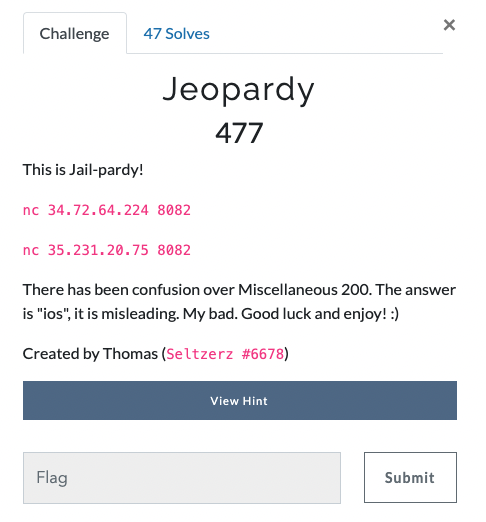 Challenge
47 Solves
×
Jeopardy
477
This is Jail-pardy!
nc 34.72.64.224 8082
nc 35.231.20.75 8082
There has been confusion over Miscellaneous 200. The answer
is "ios", it is misleading. My bad. Good luck and enjoy! :)
Created by Thomas (Seltzerz #6678)
View Hint
Flag
Submit